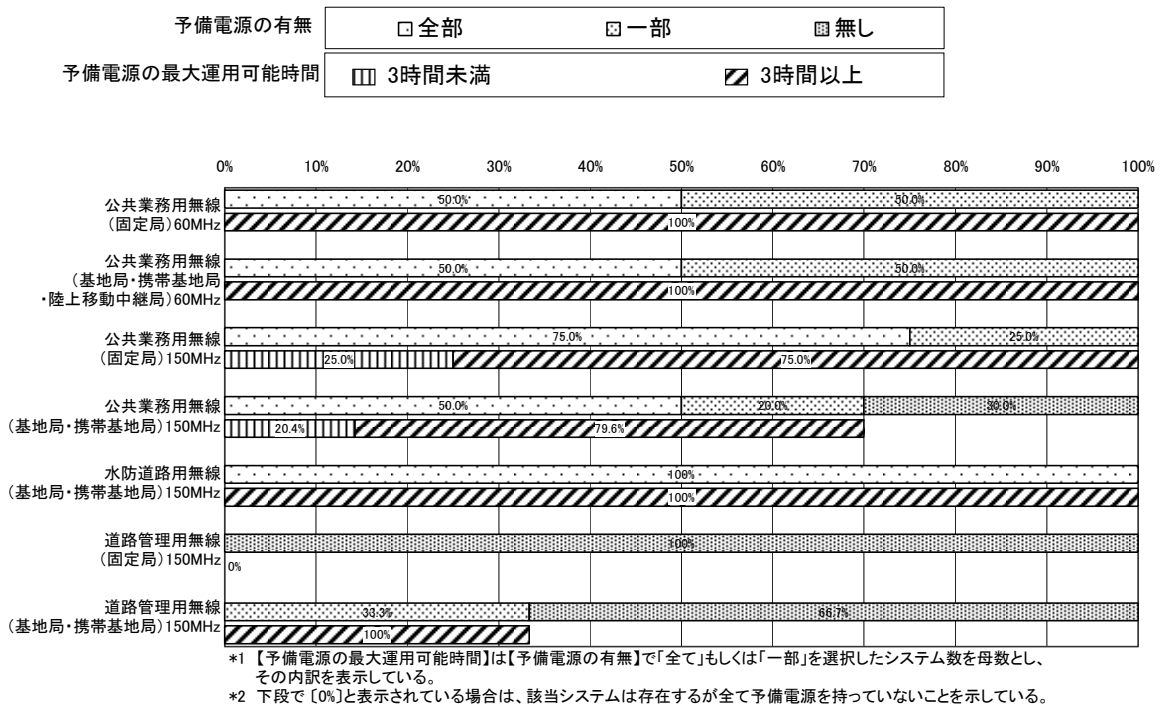 予備電源の有無
全部 一部 無し
予備電源の最大運用可能時間
3時間未満 3時間以上
0% 10% 20% 30% 40% 50% 60% 70% 80% 90% 100%
公共業務用無線
(固定局)60MHz
50.0% 50.0%
100%
公共業務用無線
(基地局・携帯基地局
・陸上移動中継局)60MHz
50.0% 50.0%
100%
公共業務用無線
(固定局)150MHz
75.0% 25.0%
25.0% 75.0%
公共業務用無線
(基地局・携帯基地局)150MHz
50.0% 20.0% 30.0%
20.4% 79.6%
水防道路用無線
(基地局・携帯基地局)150MHz
100%
100%
道路管理用無線
(固定局)150MHz
100%
0%
道路管理用無線
(基地局・携帯基地局)150MHz
33.3% 66.7%
100%
*1 【予備電源の最大運用可能時間】は【予備電源の有無】で「全て」もしくは「一部」を選択したシステム数を母数とし、
その内訳を表示している。
*2 下段で〔0%〕と表示されている場合は、該当システムは存在するが全て予備電源を持っていないことを示している。